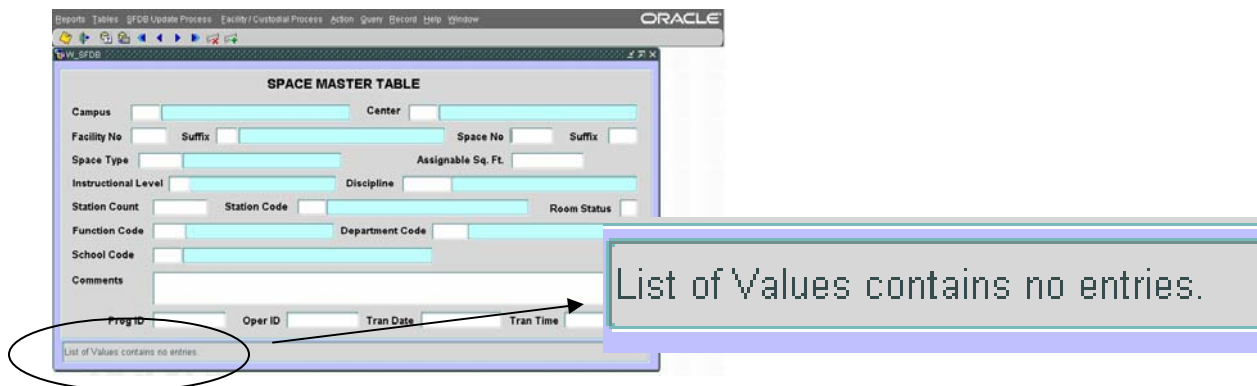 Reports Tables SFDB Update Process Facility / Custodial Process Action Query Record Help Window ORACLE
W_SFDB
SPACE MASTER TABLE
Campus Center
Facility No Suffix Space No Suffix
Space Type Assignable Sq. Ft.
Instructional Level Discipline
Station Count Station Code Room Status
Function Code Department Code
School Code
Comments
Prog ID Oper ID Tran Date Tran Time
List of Values contains no entries.
List of Values contains no entries.